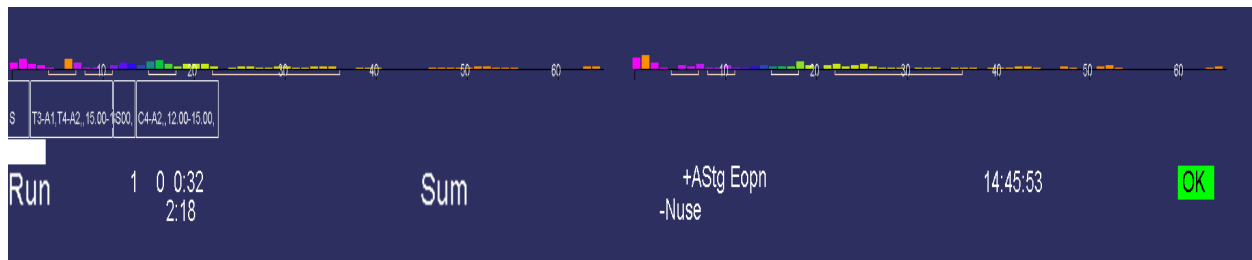 10 20 30 40 50 60 10 20 30 40 50 60
S T3-A1,T4-A2,,15.00-1 S00, C4-A2,,12.00-15.00,
Run 1 0 0:32 Sum +AStg Eopn 14:45:53 OK
2:18 -Nuse